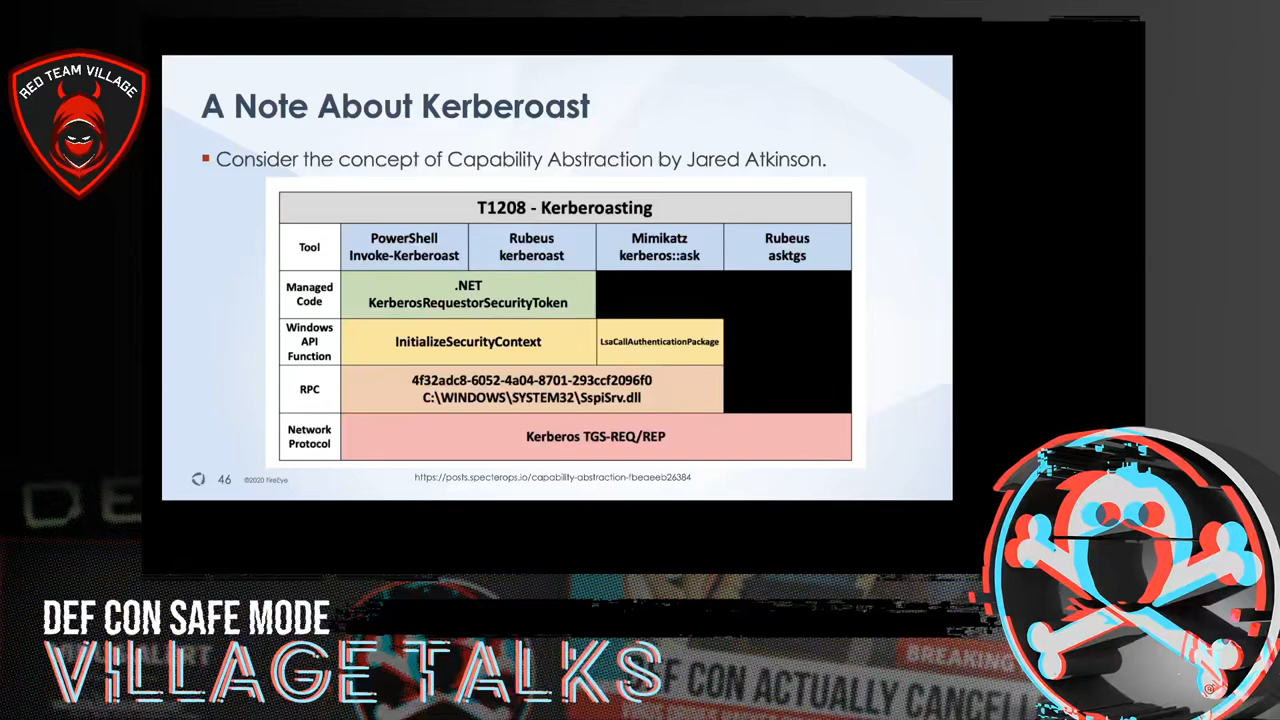 RED TEAM VILLAGE
A Note About Kerberoast
Consider the concept of Capability Abstraction by Jared Atkinson.
T1208 - Kerberoasting
Tool
PowerShell
Invoke-Kerberoast
Rubeus
kerberoast
Mimikatz
kerberos::ask
Rubeus
asktgs
Managed
Code
.NET
KerberosRequestorSecurityToken
Windows
API
Function
InitializeSecurityContext
LsaCallAuthenticationPackage
RPC
4f32adc8-6052-4a04-8701-293ccf2096f0
C:\WINDOWS\SYSTEM32\SspiSrv.dll
Network
Protocol
Kerberos TGS-REQ/REP
46
©2020 FireEye
https://posts.specterops.io/capability-abstraction-fbeaeeb26384
DEF CON SAFE MODE
VILLAGE TALKS
BREAKING
DEF CON ACTUALLY CANCELL